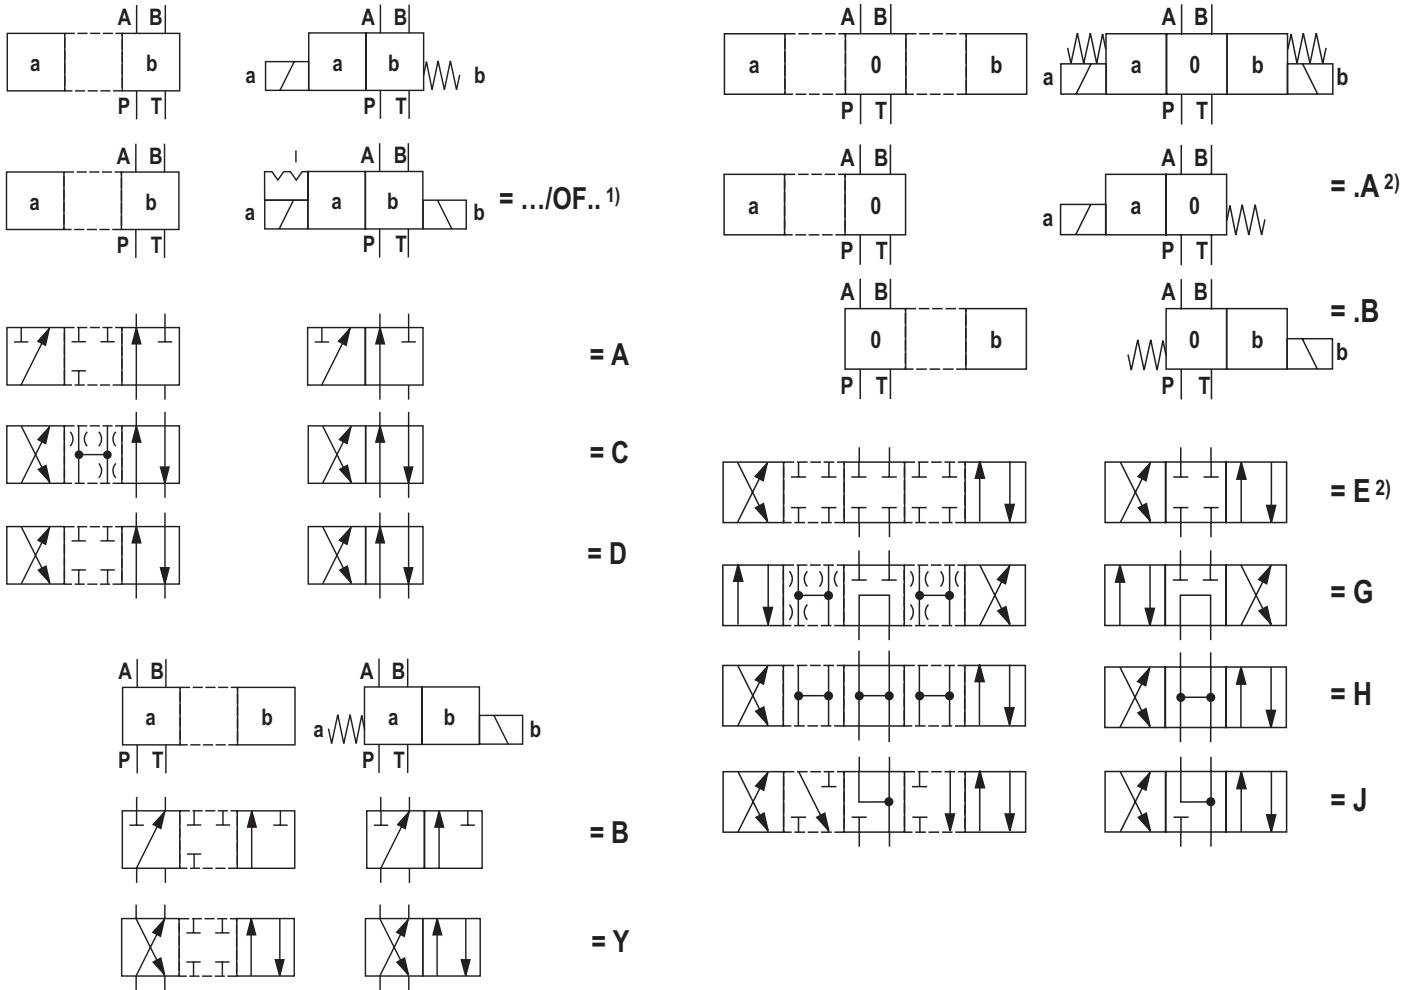 A B
a b
P T
A B
a a b b
P T
A B
a b
P T
A B
a a b b
P T
= .../OF.. 1)
= A
= C
= D
A B
a b
P T
A B
a a b b
P T
= B
= Y
A B
a 0 b
P T
A B
a a 0 b b
P T
A B
a 0
P T
A B
a a 0
P T
= .A 2)
A B
0 b
P T
A B
0 b b
P T
= .B
= E 2)
= G
= H
= J